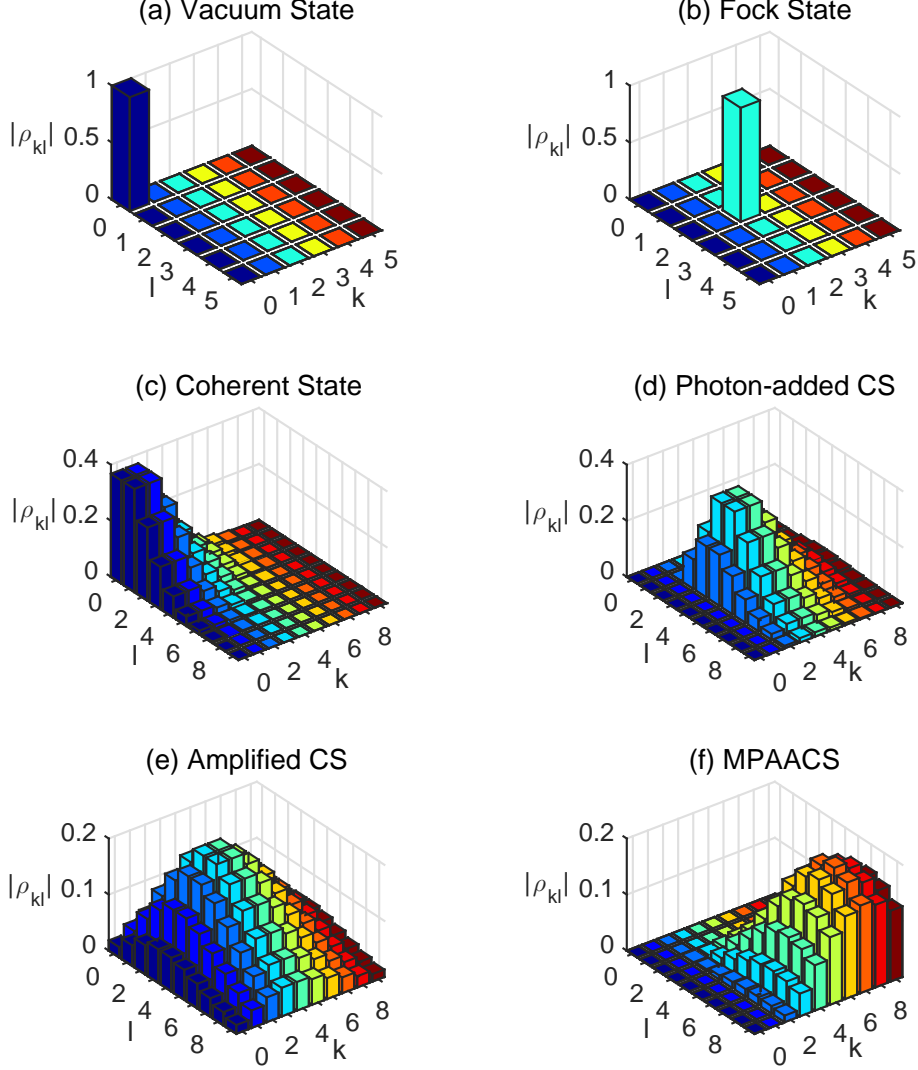 (a) Vacuum State
1
0.5
0
|ρkl|
0 1 2 3 4 5
l
0 1 2 3 4 5
k
(b) Fock State
1
0.5
0
|ρkl|
0 1 2 3 4 5
l
0 1 2 3 4 5
k
(c) Coherent State
0.4
0.2
0
|ρkl|
0 2 4 6 8
l
0 2 4 6 8
k
(d) Photon-added CS
0.4
0.2
0
|ρkl|
0 2 4 6 8
l
0 2 4 6 8
k
(e) Amplified CS
0.2
0.1
0
|ρkl|
0 2 4 6 8
l
0 2 4 6 8
k
(f) MPAACS
0.2
0.1
0
|ρkl|
0 2 4 6 8
l
0 2 4 6 8
k